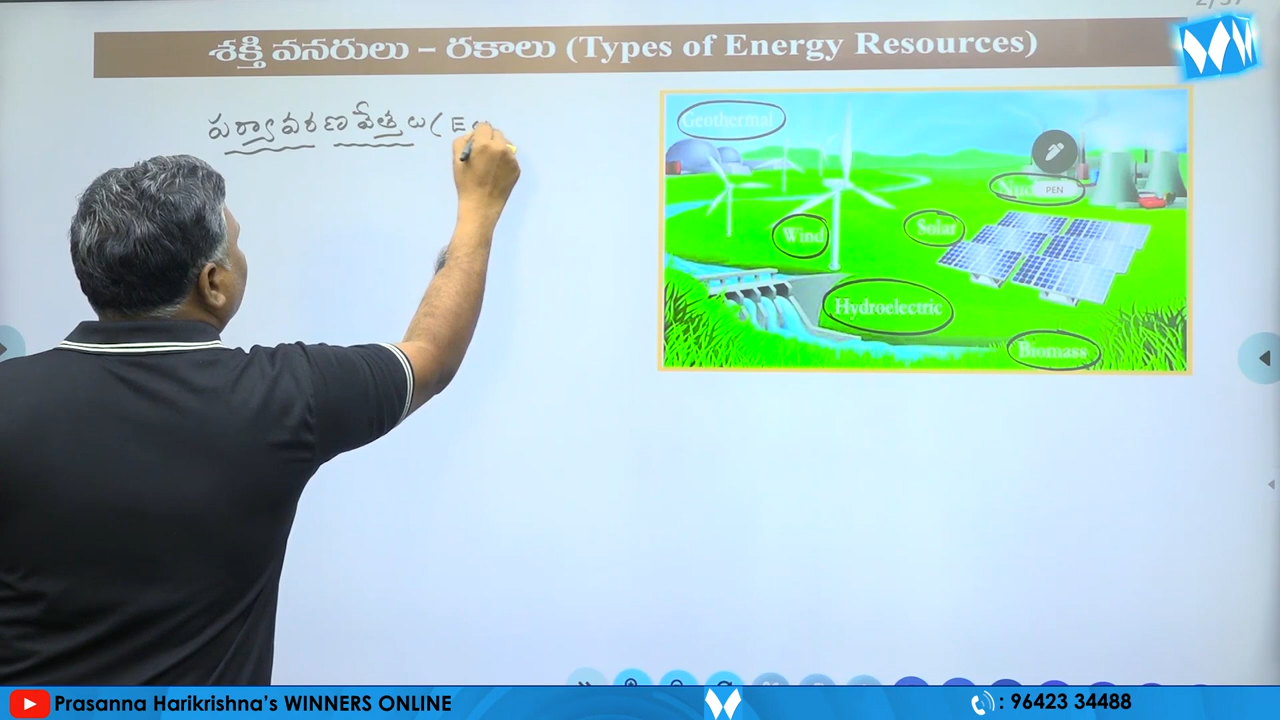 శక్తి వనరులు – రకాలు (Types of Energy Resources)
పర్యావరణ వేత్తలు (E
Geothermal
PEN
Wind
Solar
Hydroelectric
Biomass
Prasanna Harikrishna's WINNERS ONLINE
: 96423 34488